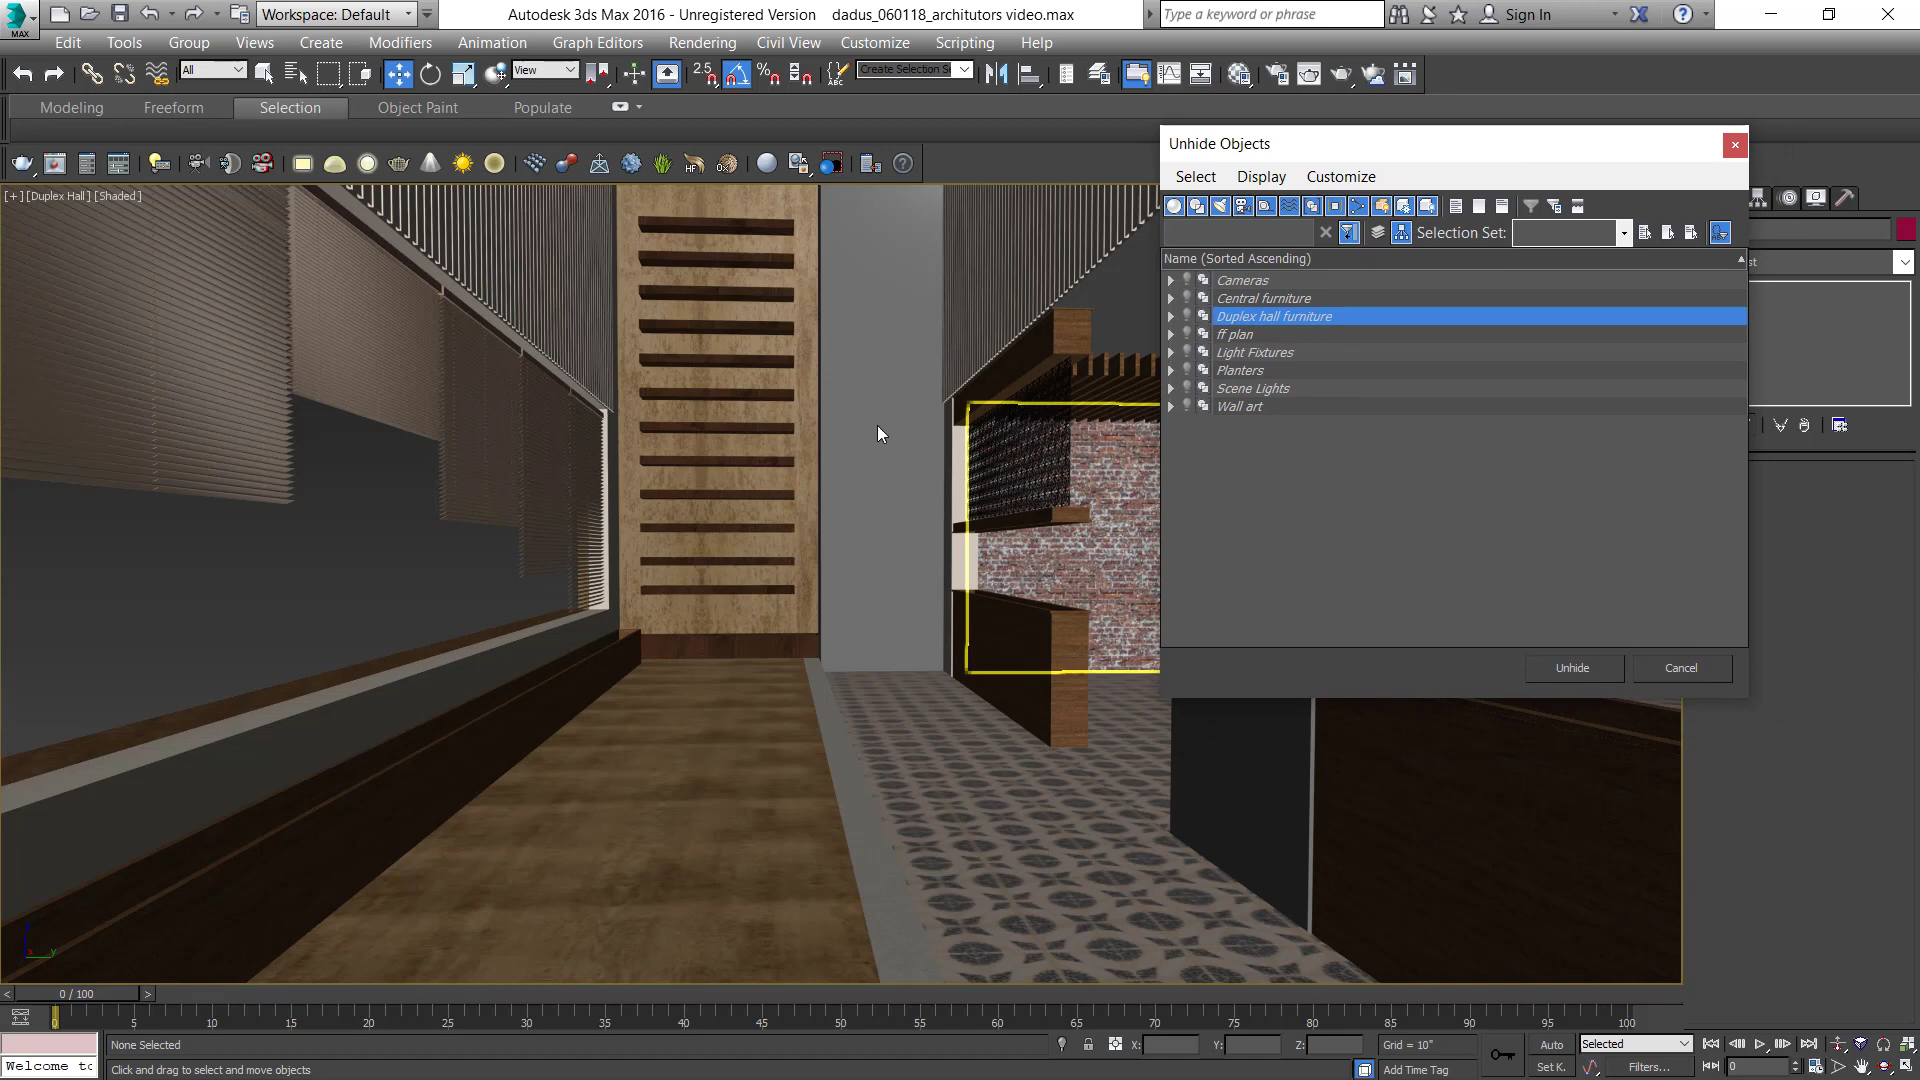 Workspace: Default
Autodesk 3ds Max 2016 - Unregistered Version dadus_060118_architutors video.max
Type a keyword or phrase
Sign In
MAX
Edit Tools Group Views Create Modifiers Animation Graph Editors Rendering Civil View Customize Scripting Help
All
View
2.5
Create Selection Se
Modeling Freeform Selection Object Paint Populate
[+] [Duplex Hall] [Shaded]
Unhide Objects
Select Display Customize
Selection Set:
Name (Sorted Ascending)
Cameras
Central furniture
Duplex hall furniture
ff plan
Light Fixtures
Planters
Scene Lights
Wall art
Unhide Cancel
0 / 100
0 5 10 15 20 25 30 35 40 45 50 55 60 65 70 75 80 85 90 95 100
None Selected
X: Y: Z:
Grid = 10"
Auto
Selected
Welcome to
Click and drag to select and move objects
Add Time Tag
Set K.
Filters...
0